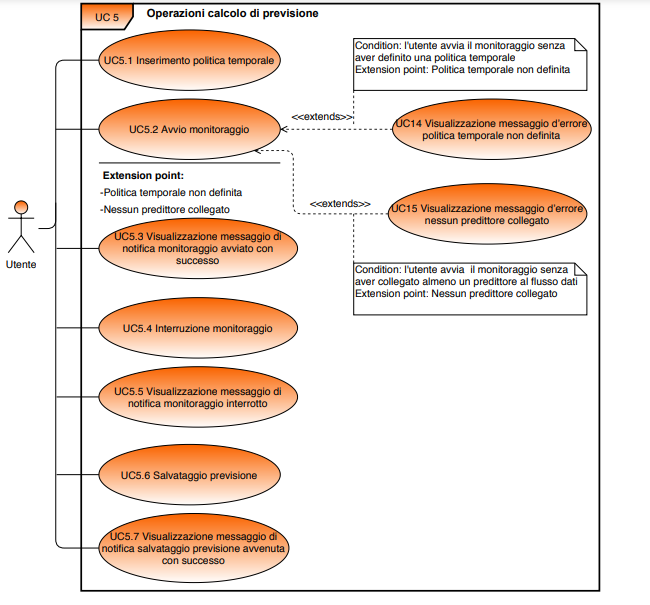 UC 5
Operazioni calcolo di previsione
UC5.1 Inserimento politica temporale
Condition: l'utente avvia il monitoraggio senza
aver definito una politica temporale
Extension point: Politica temporale non definita
UC5.2 Avvio monitoraggio
<<extends>>
UC14 Visualizzazione messaggio d'errore
politica temporale non definita
Extension point:
-Politica temporale non definita
-Nessun predittore collegato
<<extends>>
UC15 Visualizzazione messaggio d'errore
nessun predittore collegato
Utente
UC5.3 Visualizzazione messaggio di
notifica monitoraggio avviato con
successo
Condition: l'utente avvia il monitoraggio senza
aver collegato almeno un predittore al flusso dati
Extension point: Nessun predittore collegato
UC5.4 Interruzione monitoraggio
UC5.5 Visualizzazione messaggio di
notifica monitoraggio interrotto
UC5.6 Salvataggio previsione
UC5.7 Visualizzazione messaggio di
notifica salvataggio previsione avvenuta
con successo